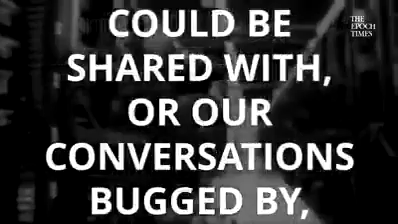 COULD BE
SHARED WITH,
OR OUR
CONVERSATIONS
BUGGED BY,
THE
EPOCH
TIMES